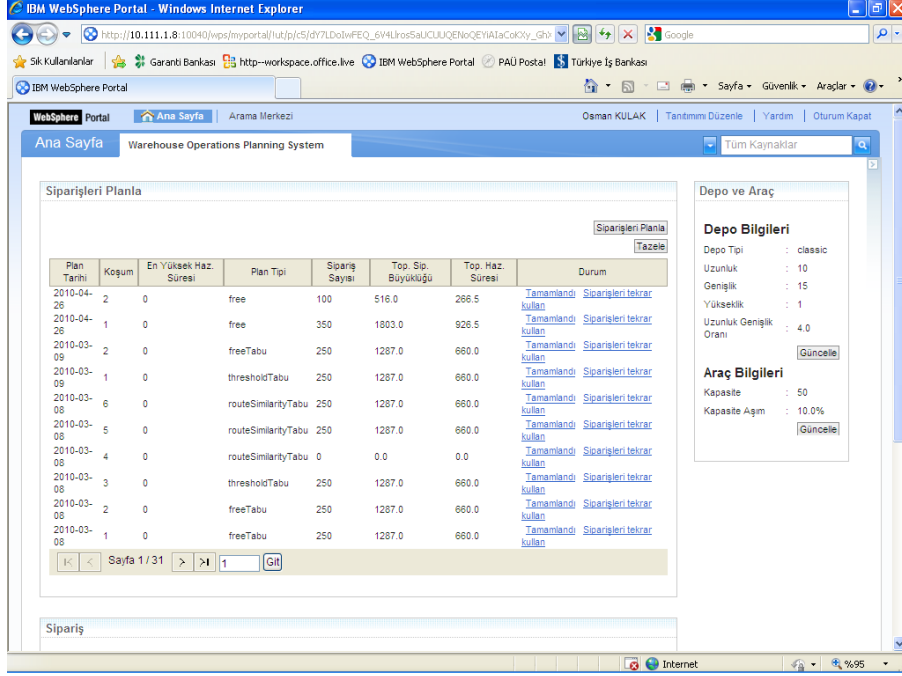 IBM WebSphere Portal - Windows Internet Explorer
http://10.111.1.8:10040/wps/myportal/!ut/p/c5/
Google
Sık Kullanılanlar Garanti Bankası http--workspace.office.live IBM WebSphere Portal PAÜ Posta! Türkiye İş Bankası
IBM WebSphere Portal Sayfa Güvenlik Araçlar
WebSphere Portal Ana Sayfa Arama Merkezi Osman KULAK Tanıtımımı Düzenle Yardım Oturum Kapat
Ana Sayfa Warehouse Operations Planning System Tüm Kaynaklar
Siparişleri Planla
Siparişleri Planla
Tazele
Plan Tarihi Koşum En Yüksek Haz. Süresi Plan Tipi Sipariş Sayısı Top. Sip. Büyüklüğü Top. Haz. Süresi Durum
2010-04-26 2 0 free 100 516.0 266.5 Tamamlandı Siparişleri tekrar kullan
2010-04-26 1 0 free 350 1803.0 926.5 Tamamlandı Siparişleri tekrar kullan
2010-03-09 2 0 freeTabu 250 1287.0 660.0 Tamamlandı Siparişleri tekrar kullan
2010-03-09 1 0 thresholdTabu 250 1287.0 660.0 Tamamlandı Siparişleri tekrar kullan
2010-03-08 6 0 routeSimilarityTabu 250 1287.0 660.0 Tamamlandı Siparişleri tekrar kullan
2010-03-08 5 0 routeSimilarityTabu 250 1287.0 660.0 Tamamlandı Siparişleri tekrar kullan
2010-03-08 4 0 routeSimilarityTabu 0 0.0 0.0 Tamamlandı Siparişleri tekrar kullan
2010-03-08 3 0 thresholdTabu 250 1287.0 660.0 Tamamlandı Siparişleri tekrar kullan
2010-03-08 2 0 freeTabu 250 1287.0 660.0 Tamamlandı Siparişleri tekrar kullan
2010-03-08 1 0 freeTabu 250 1287.0 660.0 Tamamlandı Siparişleri tekrar kullan
Sayfa 1 / 31 1 Git
Sipariş
Depo ve Araç
Depo Bilgileri
Depo Tipi : classic
Uzunluk : 10
Genişlik : 15
Yükseklik : 1
Uzunluk Genişlik Oranı : 4.0
Güncelle
Araç Bilgileri
Kapasite : 50
Kapasite Aşım : 10.0%
Güncelle
Internet %95